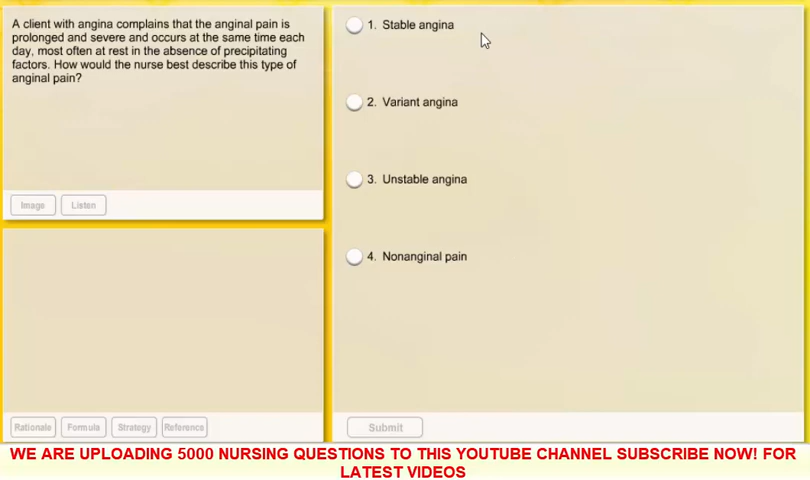 A client with angina complains that the anginal pain is
prolonged and severe and occurs at the same time each
day, most often at rest in the absence of precipitating
factors. How would the nurse best describe this type of
anginal pain?
Image
Listen
1. Stable angina
2. Variant angina
3. Unstable angina
4. Nonanginal pain
Rationale
Formula
Strategy
Reference
Submit
WE ARE UPLOADING 5000 NURSING QUESTIONS TO THIS YOUTUBE CHANNEL SUBSCRIBE NOW! FOR
LATEST VIDEOS